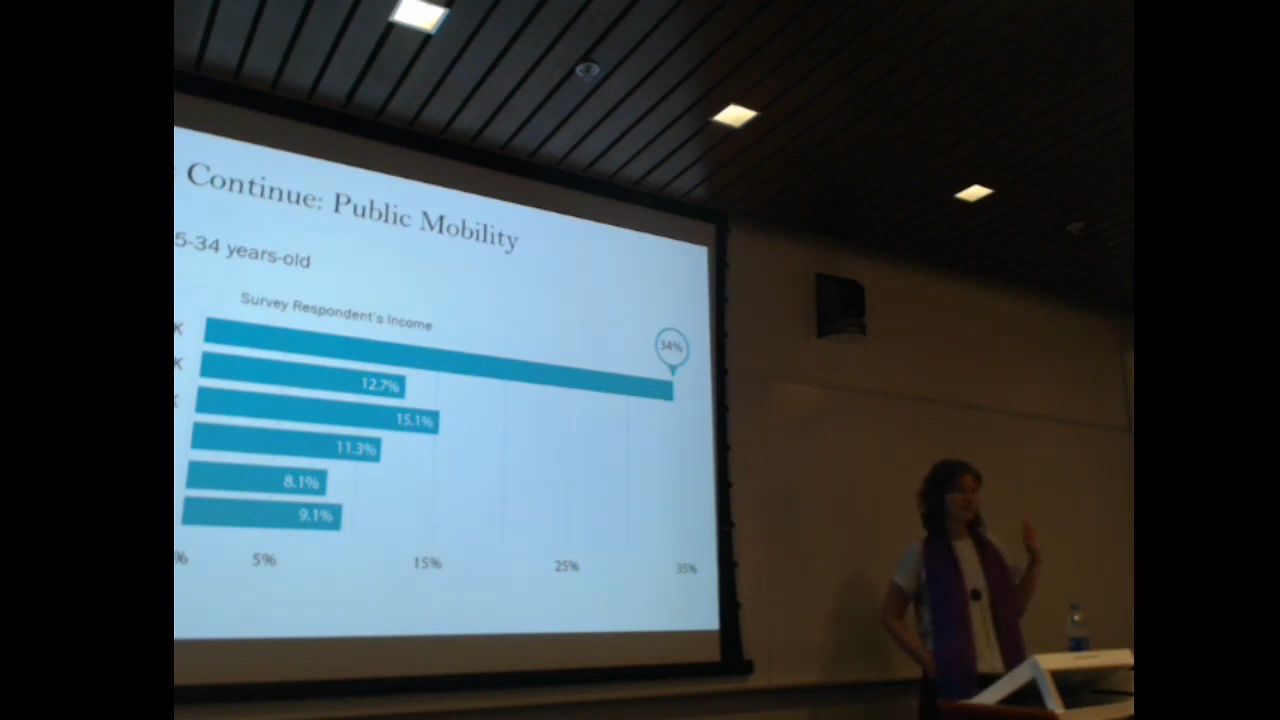 Continue: Public Mobility
5-34 years-old
Survey Respondent's Income
K
34%
K
12.7%
15.1%
11.3%
8.1%
9.1%
%
5%
15%
25%
35%